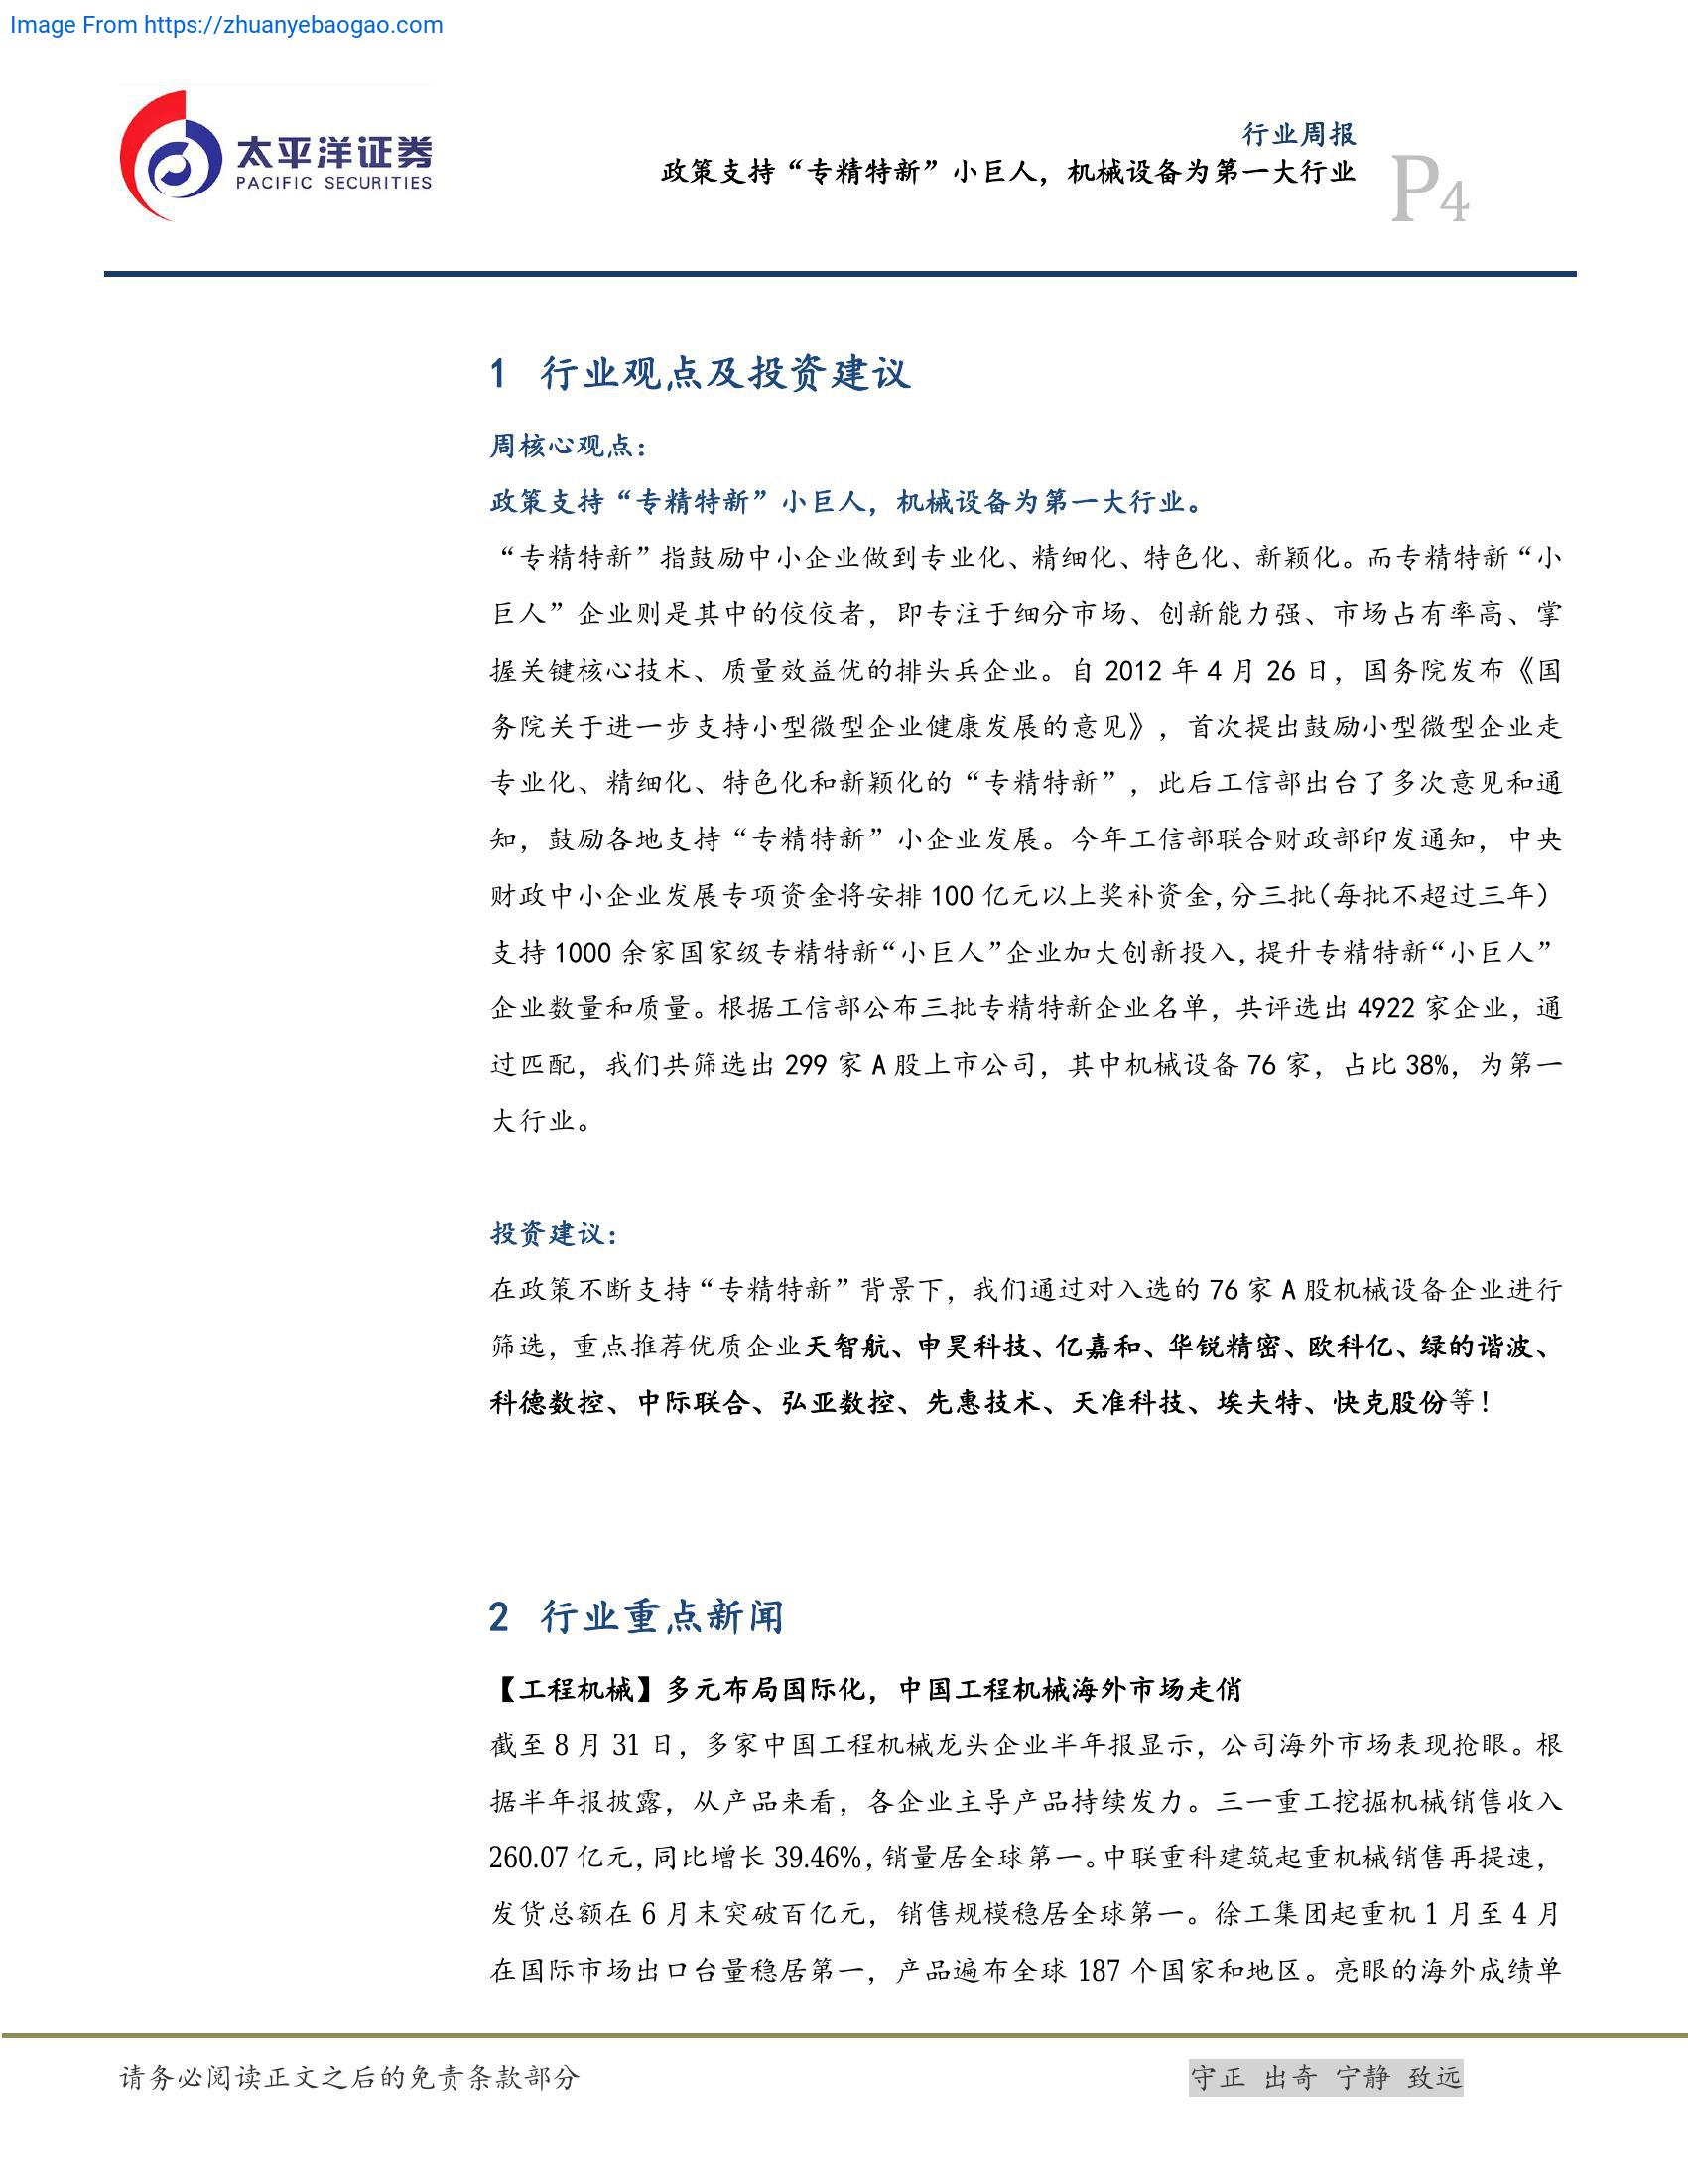 Image From https://zhuanyebaogao.com
太平洋证券
PACIFIC SECURITIES
行业周报
政策支持“专精特新”小巨人，机械设备为第一大行业
P4
1 行业观点及投资建议
周核心观点：
政策支持“专精特新”小巨人，机械设备为第一大行业。
“专精特新”指鼓励中小企业做到专业化、精细化、特色化、新颖化。而专精特新“小
巨人”企业则是其中的佼佼者，即专注于细分市场、创新能力强、市场占有率高、掌
握关键核心技术、质量效益优的排头兵企业。自 2012 年 4 月 26 日，国务院发布《国
务院关于进一步支持小型微型企业健康发展的意见》，首次提出鼓励小型微型企业走
专业化、精细化、特色化和新颖化的“专精特新”，此后工信部出台了多次意见和通
知，鼓励各地支持“专精特新”小企业发展。今年工信部联合财政部印发通知，中央
财政中小企业发展专项资金将安排 100 亿元以上奖补资金，分三批（每批不超过三年）
支持 1000 余家国家级专精特新“小巨人”企业加大创新投入，提升专精特新“小巨人”
企业数量和质量。根据工信部公布三批专精特新企业名单，共评选出 4922 家企业，通
过匹配，我们共筛选出 299 家 A 股上市公司，其中机械设备 76 家，占比 38%，为第一
大行业。
投资建议：
在政策不断支持“专精特新”背景下，我们通过对入选的 76 家 A 股机械设备企业进行
筛选，重点推荐优质企业天智航、申昊科技、亿嘉和、华锐精密、欧科亿、绿的谐波、
科德数控、中际联合、弘亚数控、先惠技术、天准科技、埃夫特、快克股份等！
2 行业重点新闻
【工程机械】多元布局国际化，中国工程机械海外市场走俏
截至 8 月 31 日，多家中国工程机械龙头企业半年报显示，公司海外市场表现抢眼。根
据半年报披露，从产品来看，各企业主导产品持续发力。三一重工挖掘机械销售收入
260.07 亿元，同比增长 39.46%，销量居全球第一。中联重科建筑起重机械销售再提速，
发货总额在 6 月末突破百亿元，销售规模稳居全球第一。徐工集团起重机 1 月至 4 月
在国际市场出口台量稳居第一，产品遍布全球 187 个国家和地区。亮眼的海外成绩单
请务必阅读正文之后的免责条款部分
守正 出奇 宁静 致远